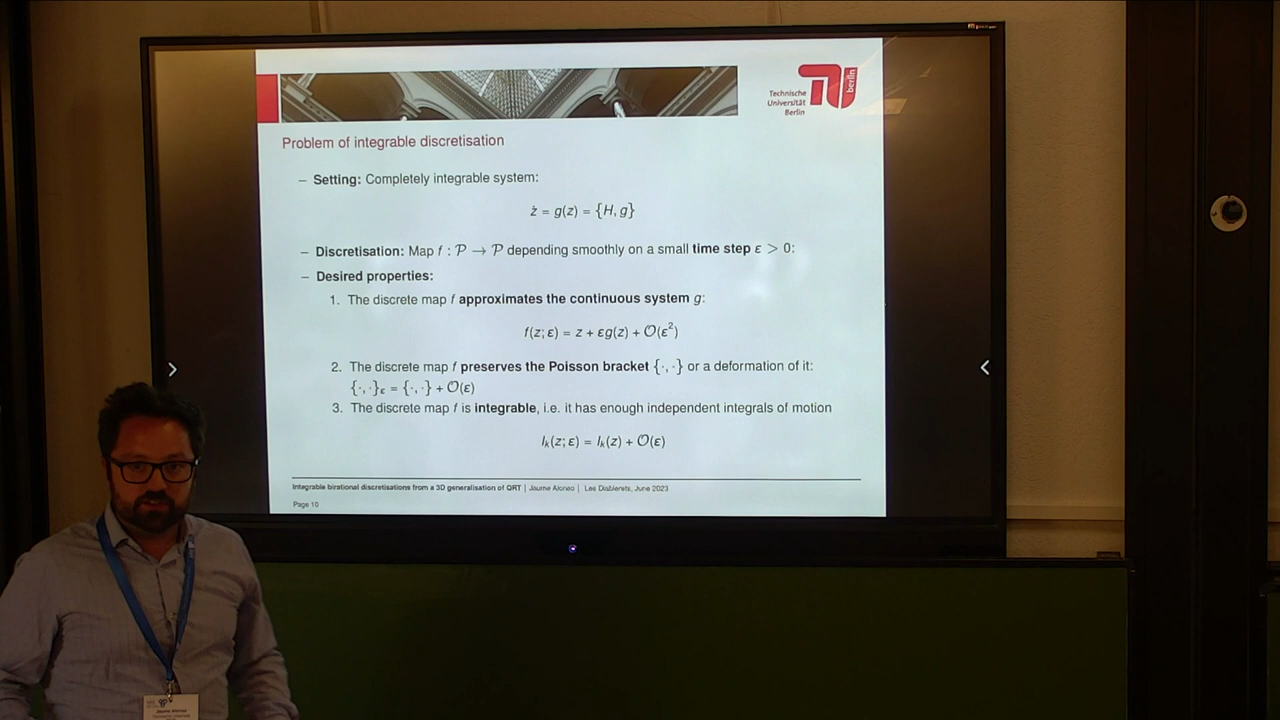 Technische
Universität
Berlin
berlin
Problem of integrable discretisation
– Setting: Completely integrable system:
ż = g(z) = {H, g}
– Discretisation: Map f : P → P depending smoothly on a small time step ε > 0:
– Desired properties:
1. The discrete map f approximates the continuous system g:
f(z; ε) = z + εg(z) + O(ε²)
2. The discrete map f preserves the Poisson bracket {·, ·} or a deformation of it:
{·, ·}ε = {·, ·} + O(ε)
3. The discrete map f is integrable, i.e. it has enough independent integrals of motion
Iₖ(z; ε) = Iₖ(z) + O(ε)
Integrable birational discretisations from a 3D generalisation of QRT | Jaume Alonso | Les Diablerets, June 2023
Page 10
Jaume Alonso